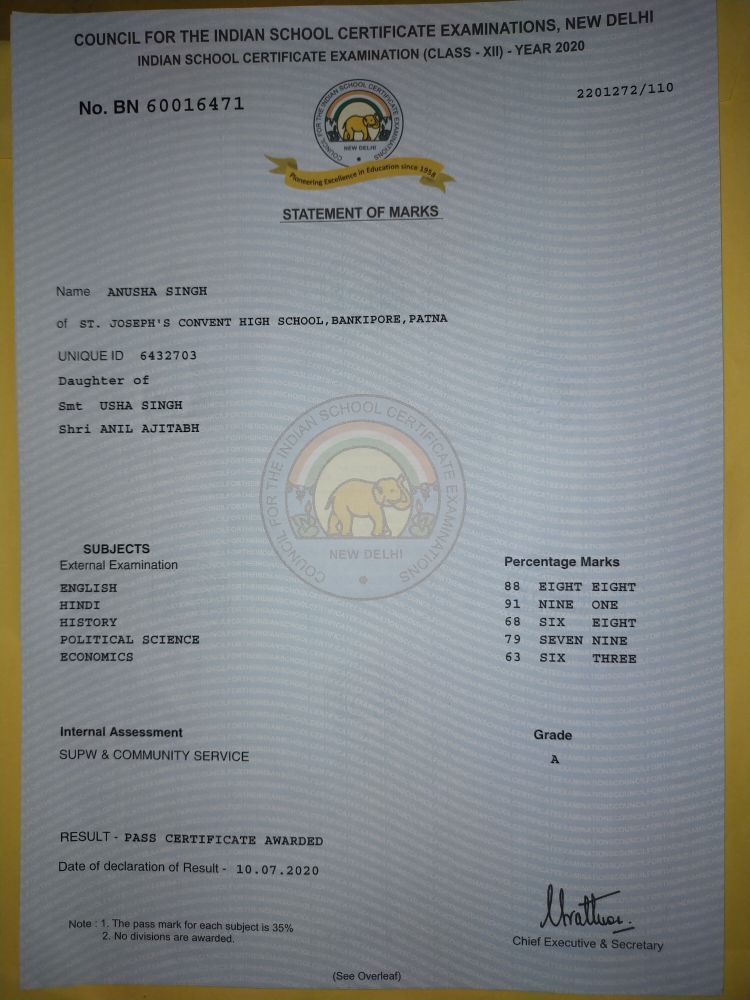 COUNCIL FOR THE INDIAN SCHOOL CERTIFICATE EXAMINATIONS, NEW DELHI
INDIAN SCHOOL CERTIFICATE EXAMINATION (CLASS - XII) - YEAR 2020
No. BN 60016471
2201272/110
COUNCIL FOR THE INDIAN SCHOOL CERTIFICATE EXAMINATIONS
NEW DELHI
Pioneering Excellence in Education since 1958
STATEMENT OF MARKS
Name ANUSHA SINGH
of ST. JOSEPH'S CONVENT HIGH SCHOOL,BANKIPORE,PATNA
UNIQUE ID 6432703
Daughter of
Smt USHA SINGH
Shri ANIL AJITABH
COUNCIL FOR THE INDIAN SCHOOL CERTIFICATE EXAMINATIONS
NEW DELHI
SUBJECTS
External Examination Percentage Marks
ENGLISH 88 EIGHT EIGHT
HINDI 91 NINE ONE
HISTORY 68 SIX EIGHT
POLITICAL SCIENCE 79 SEVEN NINE
ECONOMICS 63 SIX THREE
Internal Assessment Grade
SUPW & COMMUNITY SERVICE A
RESULT - PASS CERTIFICATE AWARDED
Date of declaration of Result - 10.07.2020
Note : 1. The pass mark for each subject is 35%
2. No divisions are awarded.
Chief Executive & Secretary
(See Overleaf)